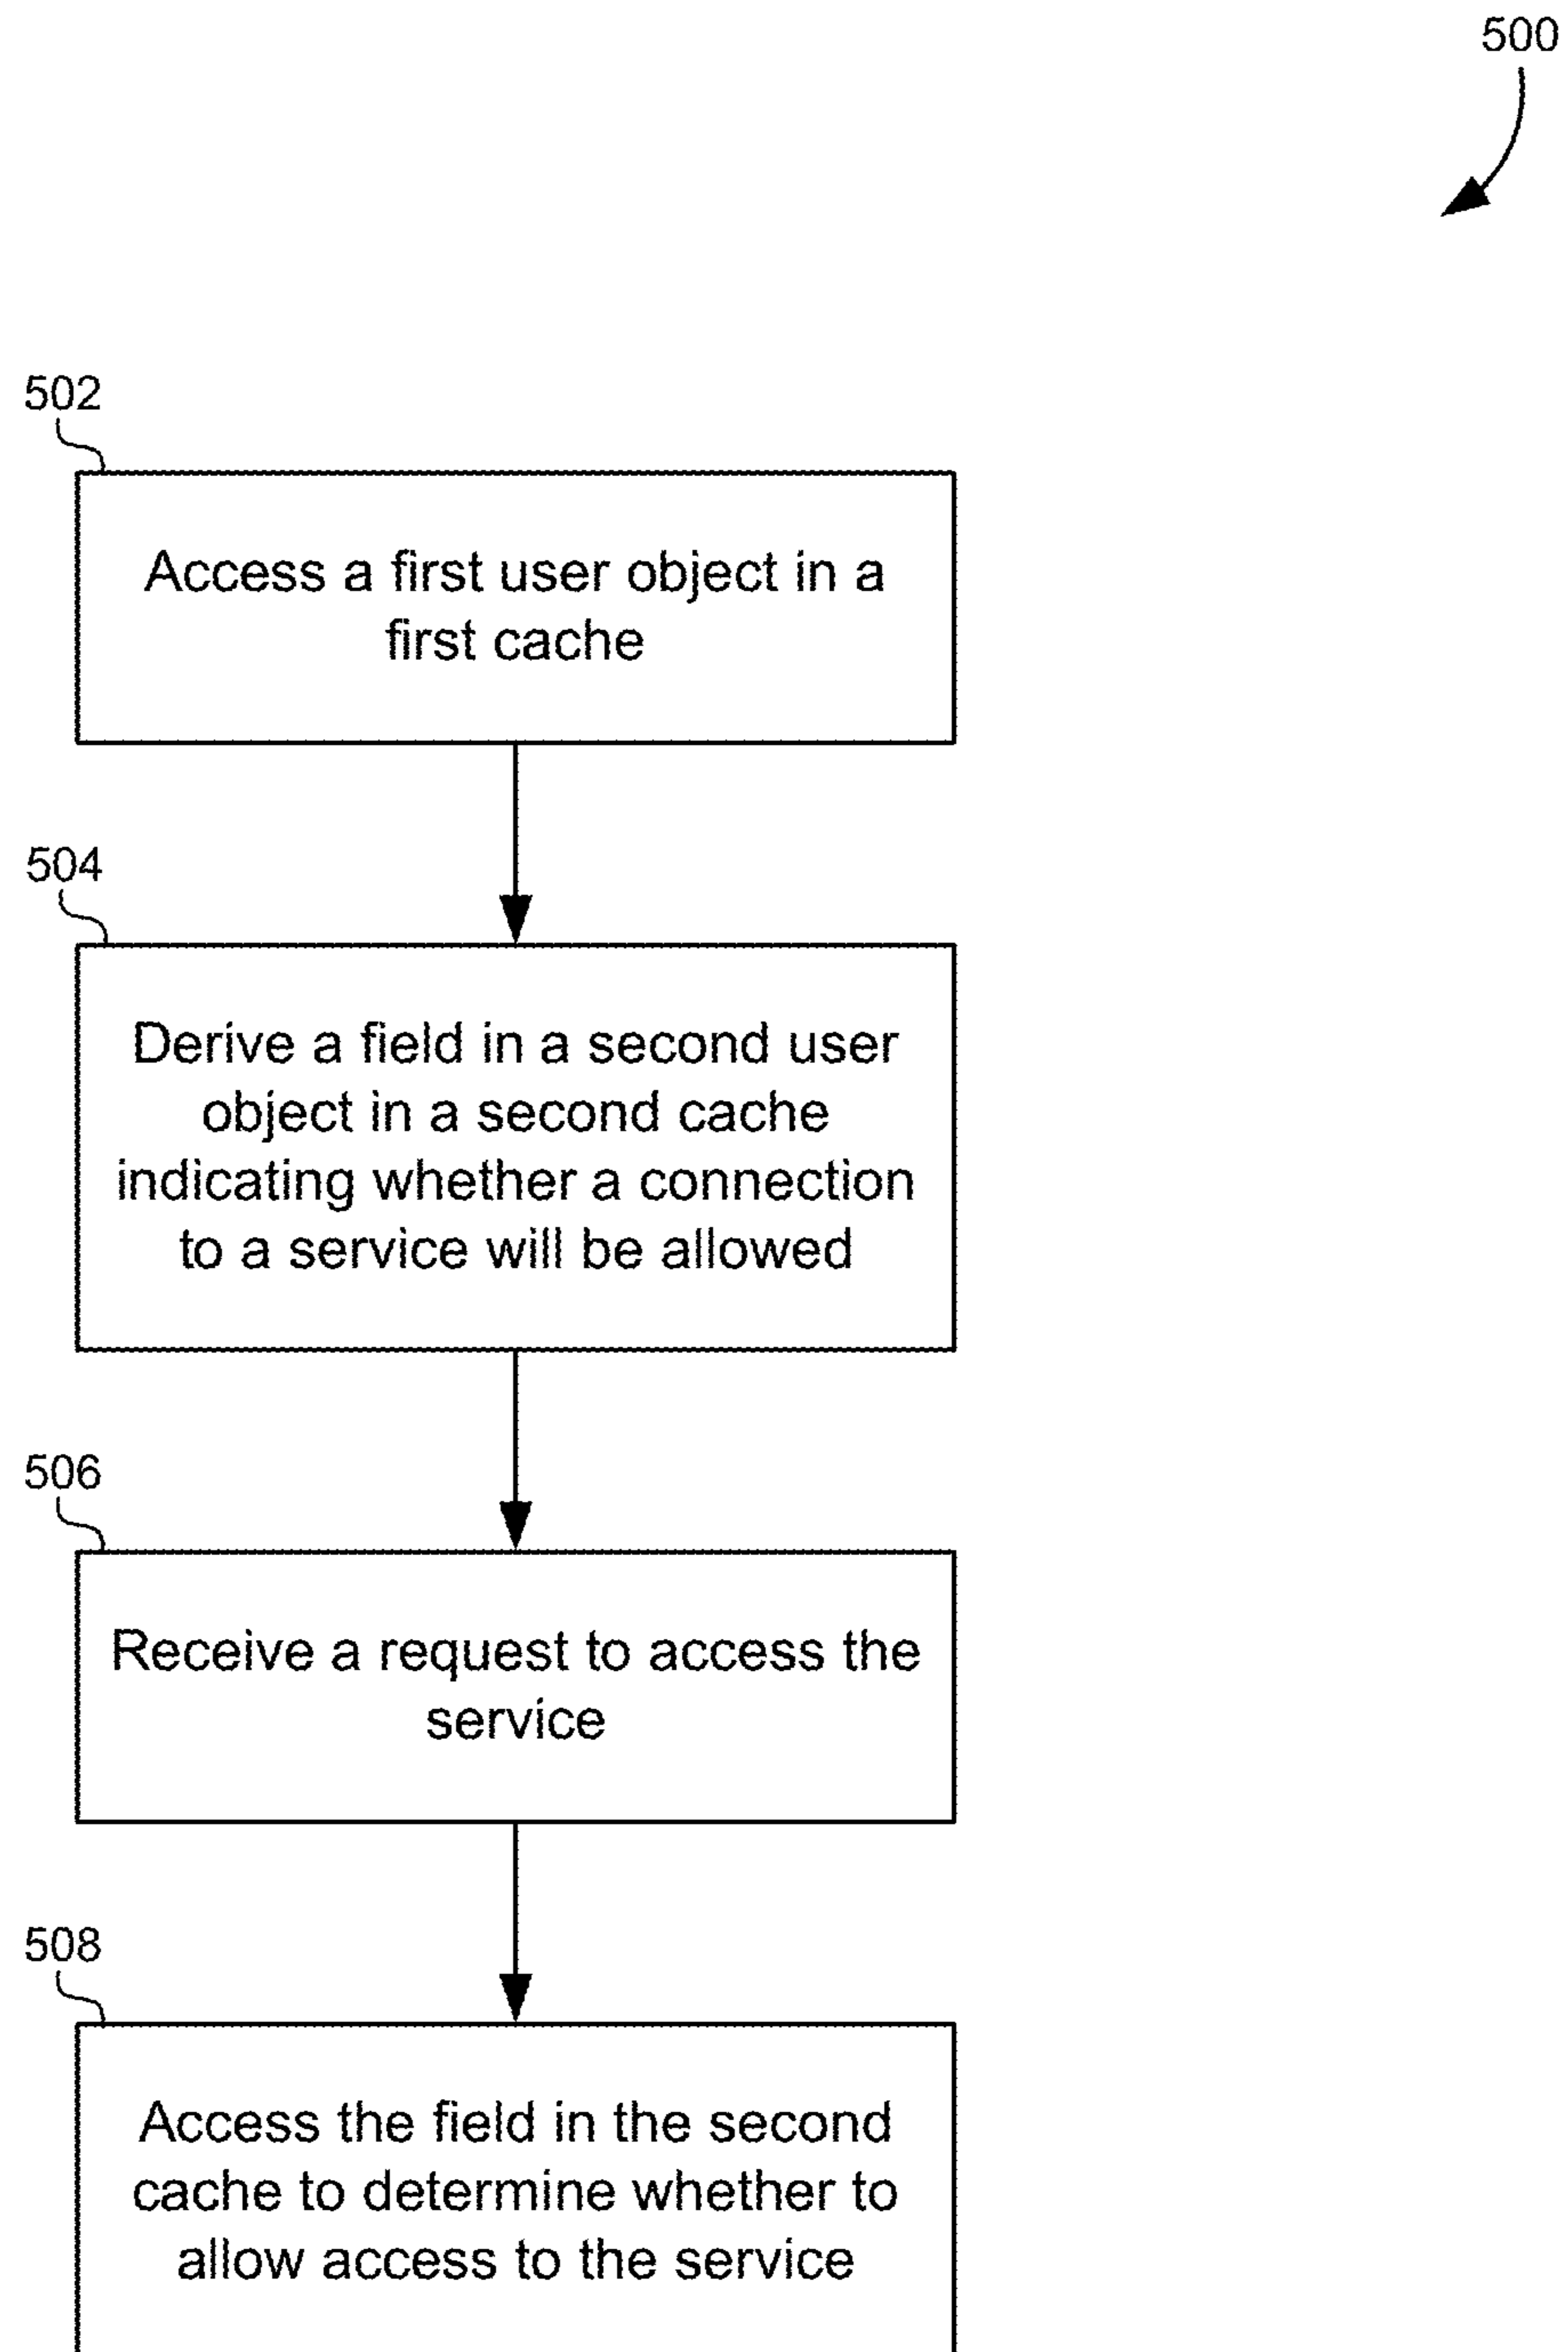 500
502
Access a first user object in a
first cache
504
Derive a field in a second user
object in a second cache
indicating whether a connection
to a service will be allowed
506
Receive a request to access the
service
508
Access the field in the second
cache to determine whether to
allow access to the service